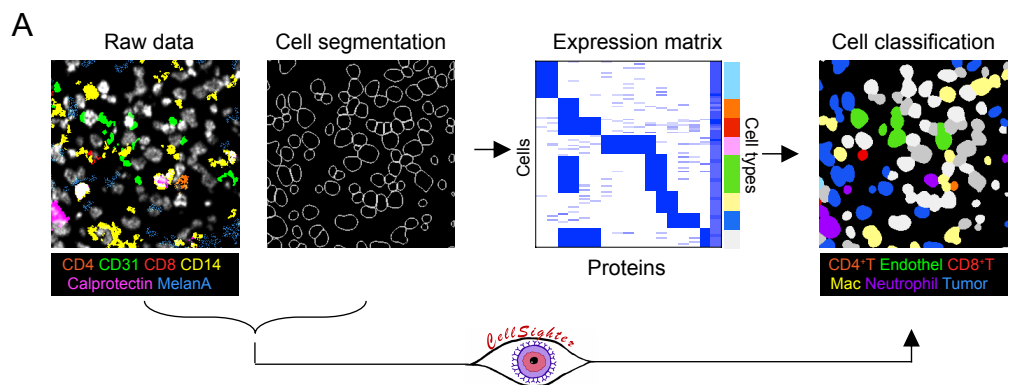 A
Raw data
Cell segmentation
Expression matrix
Cell classification
Cells
Cell types
Proteins
CD4 CD31 CD8 CD14
Calprotectin MelanA
CD4⁺T Endothel CD8⁺T
Mac Neutrophil Tumor
CellSighter